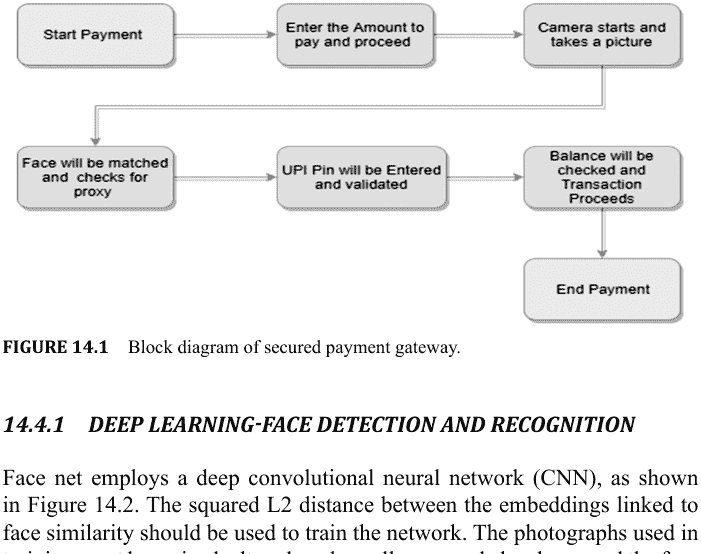 Start Payment
Enter the Amount to
pay and proceed
Camera starts and
takes a picture
Face will be matched
and checks for
proxy
UPI Pin will be Entered
and validated
Balance will be
checked and
Transaction
Proceeds
End Payment
FIGURE 14.1 Block diagram of secured payment gateway.
14.4.1 DEEP LEARNING-FACE DETECTION AND RECOGNITION
Face net employs a deep convolutional neural network (CNN), as shown
in Figure 14.2. The squared L2 distance between the embeddings linked to
face similarity should be used to train the network. The photographs used in